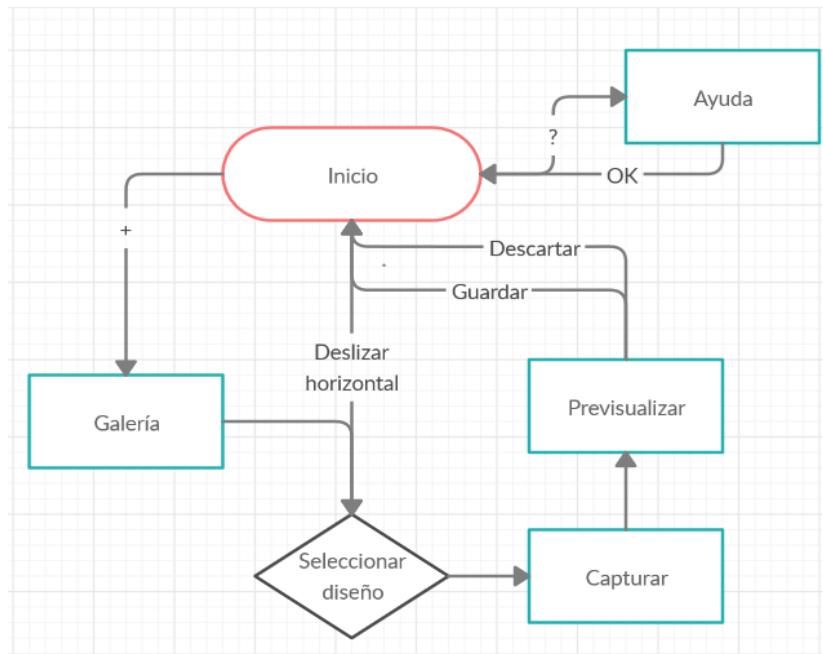 Ayuda
?
Inicio
OK
+
Descartar
Guardar
Deslizar
horizontal
Galería
Previsualizar
Seleccionar
diseño
Capturar